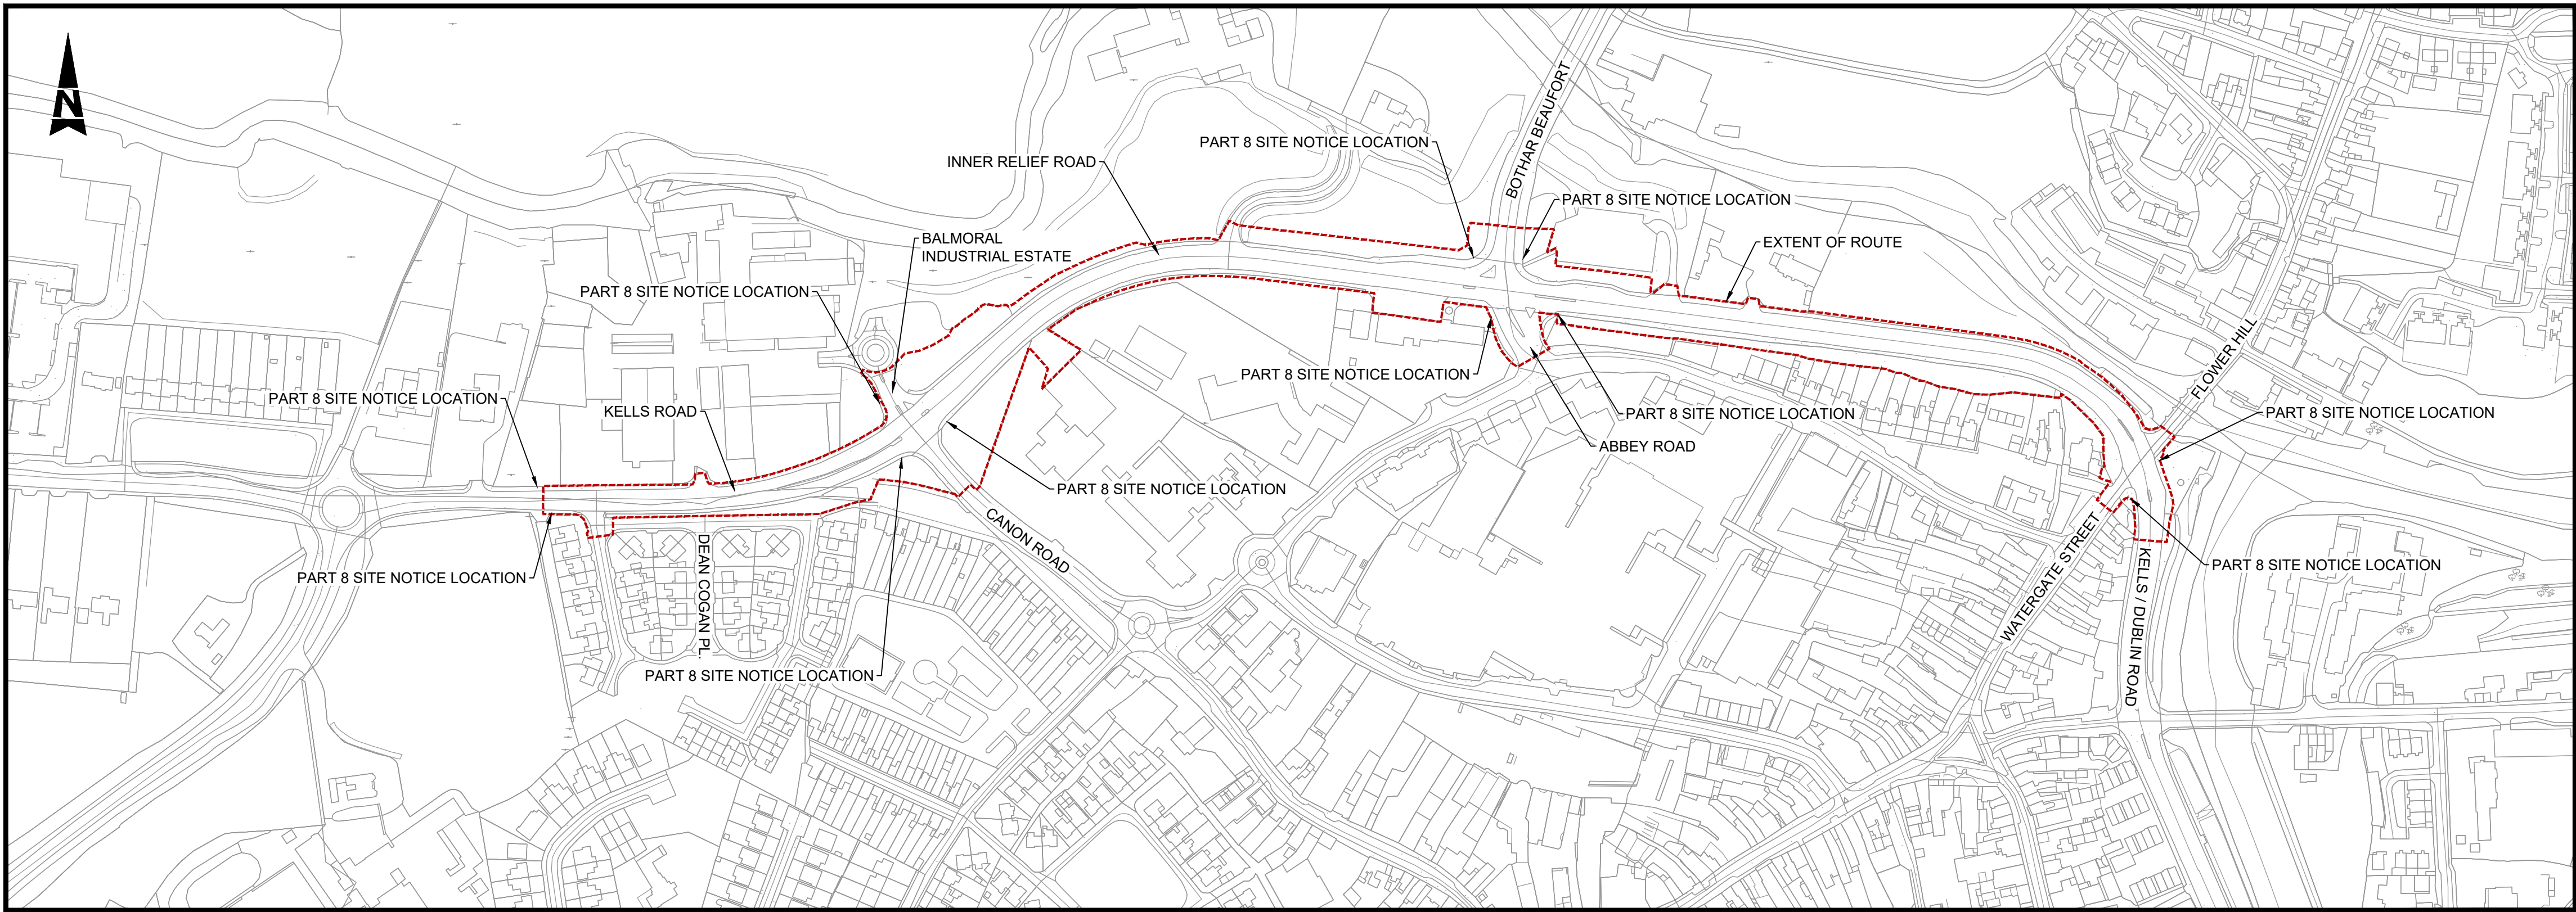 N
PART 8 SITE NOTICE LOCATION
INNER RELIEF ROAD
BOTHAR BEAUFORT
PART 8 SITE NOTICE LOCATION
BALMORAL
INDUSTRIAL ESTATE
EXTENT OF ROUTE
PART 8 SITE NOTICE LOCATION
FLOWER HILL
PART 8 SITE NOTICE LOCATION
PART 8 SITE NOTICE LOCATION
KELLS ROAD
PART 8 SITE NOTICE LOCATION
PART 8 SITE NOTICE LOCATION
ABBEY ROAD
PART 8 SITE NOTICE LOCATION
CANON ROAD
PART 8 SITE NOTICE LOCATION
DEAN COGAN PL.
PART 8 SITE NOTICE LOCATION
WATERGATE STREET
KELLS / DUBLIN ROAD
PART 8 SITE NOTICE LOCATION